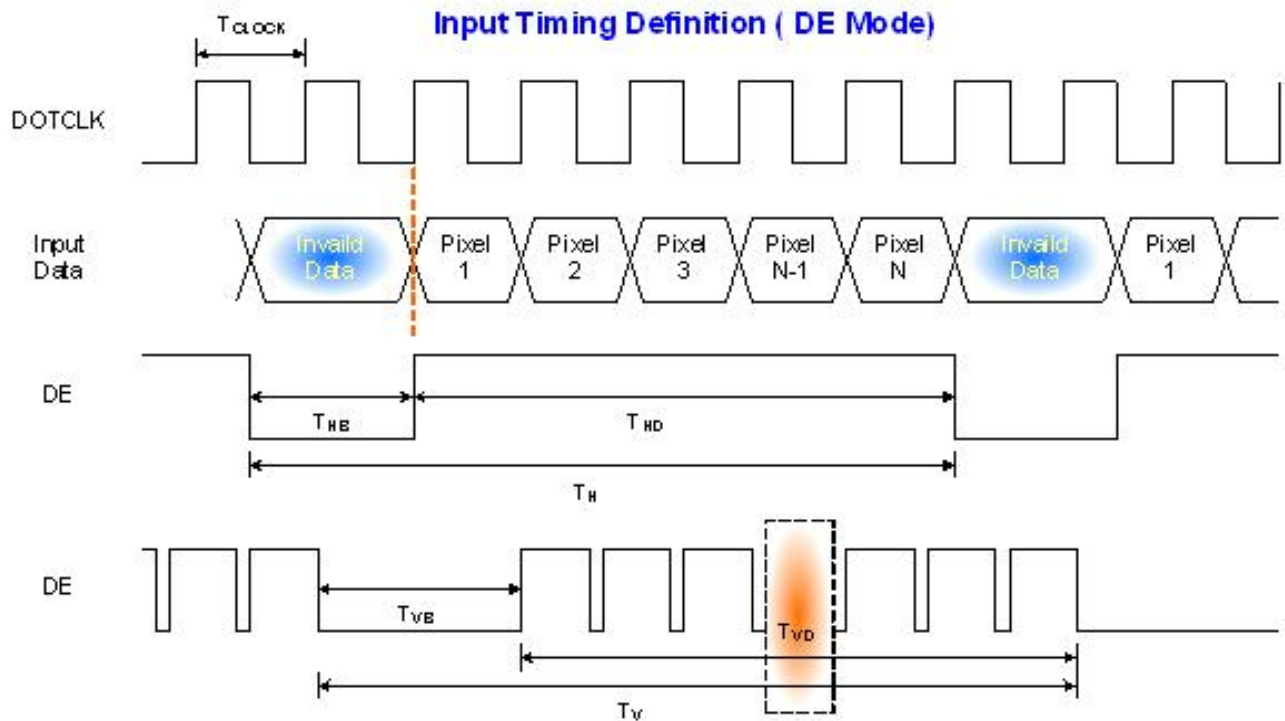 Input Timing Definition ( DE Mode)
TCLOCK
DOTCLK
Input
Data
Invaild
Data
Pixel
1
Pixel
2
Pixel
3
Pixel
N-1
Pixel
N
Invaild
Data
Pixel
1
DE
THB
THD
TH
DE
TVB
TVD
TV